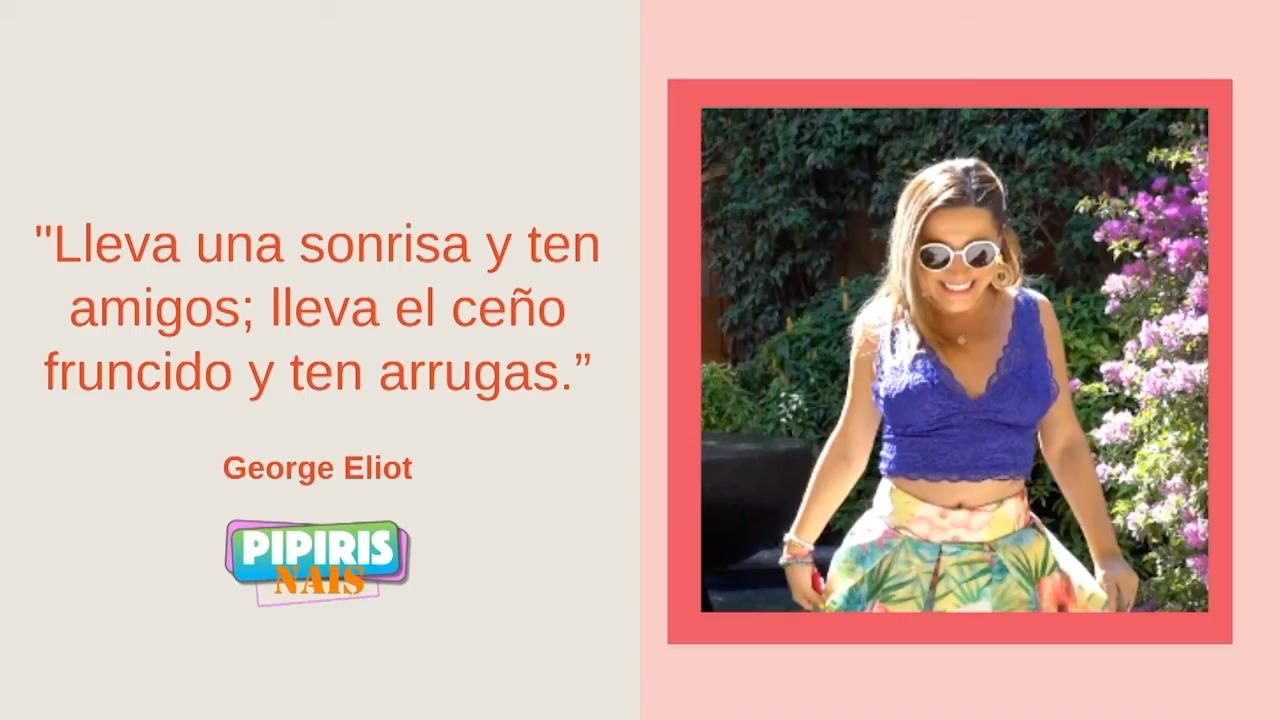 "Lleva una sonrisa y ten
amigos; lleva el ceño
fruncido y ten arrugas.”
George Eliot
PIPIRIS
NAIS